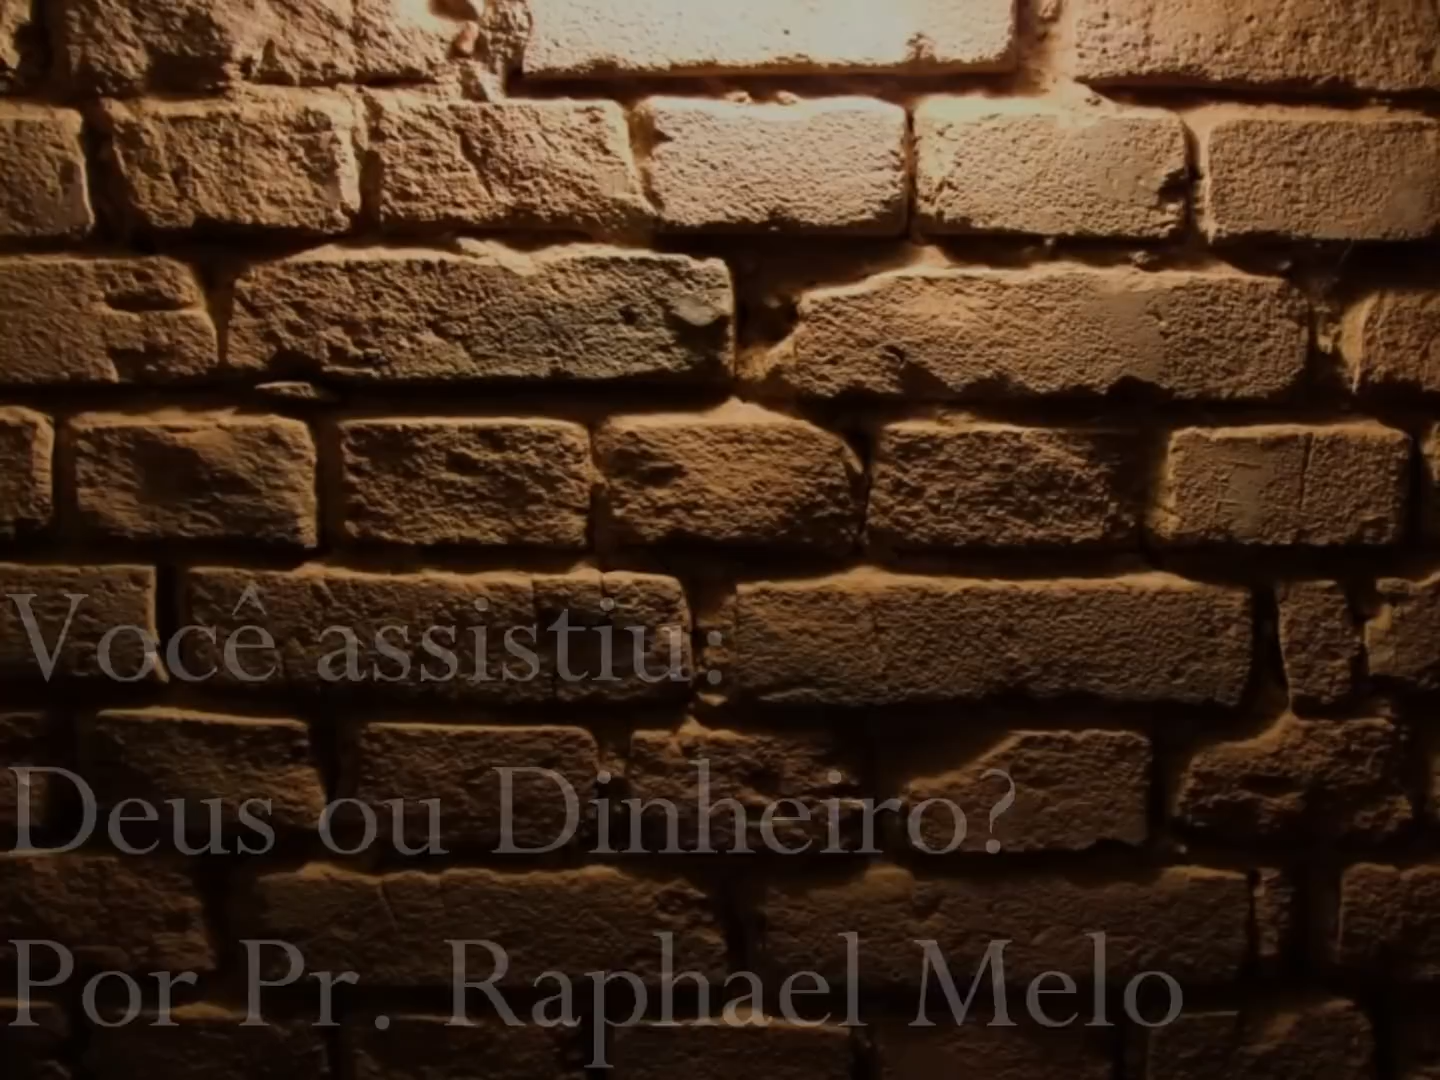 Você assistiu:
Deus ou Dinheiro?
Por Pr. Raphael Melo